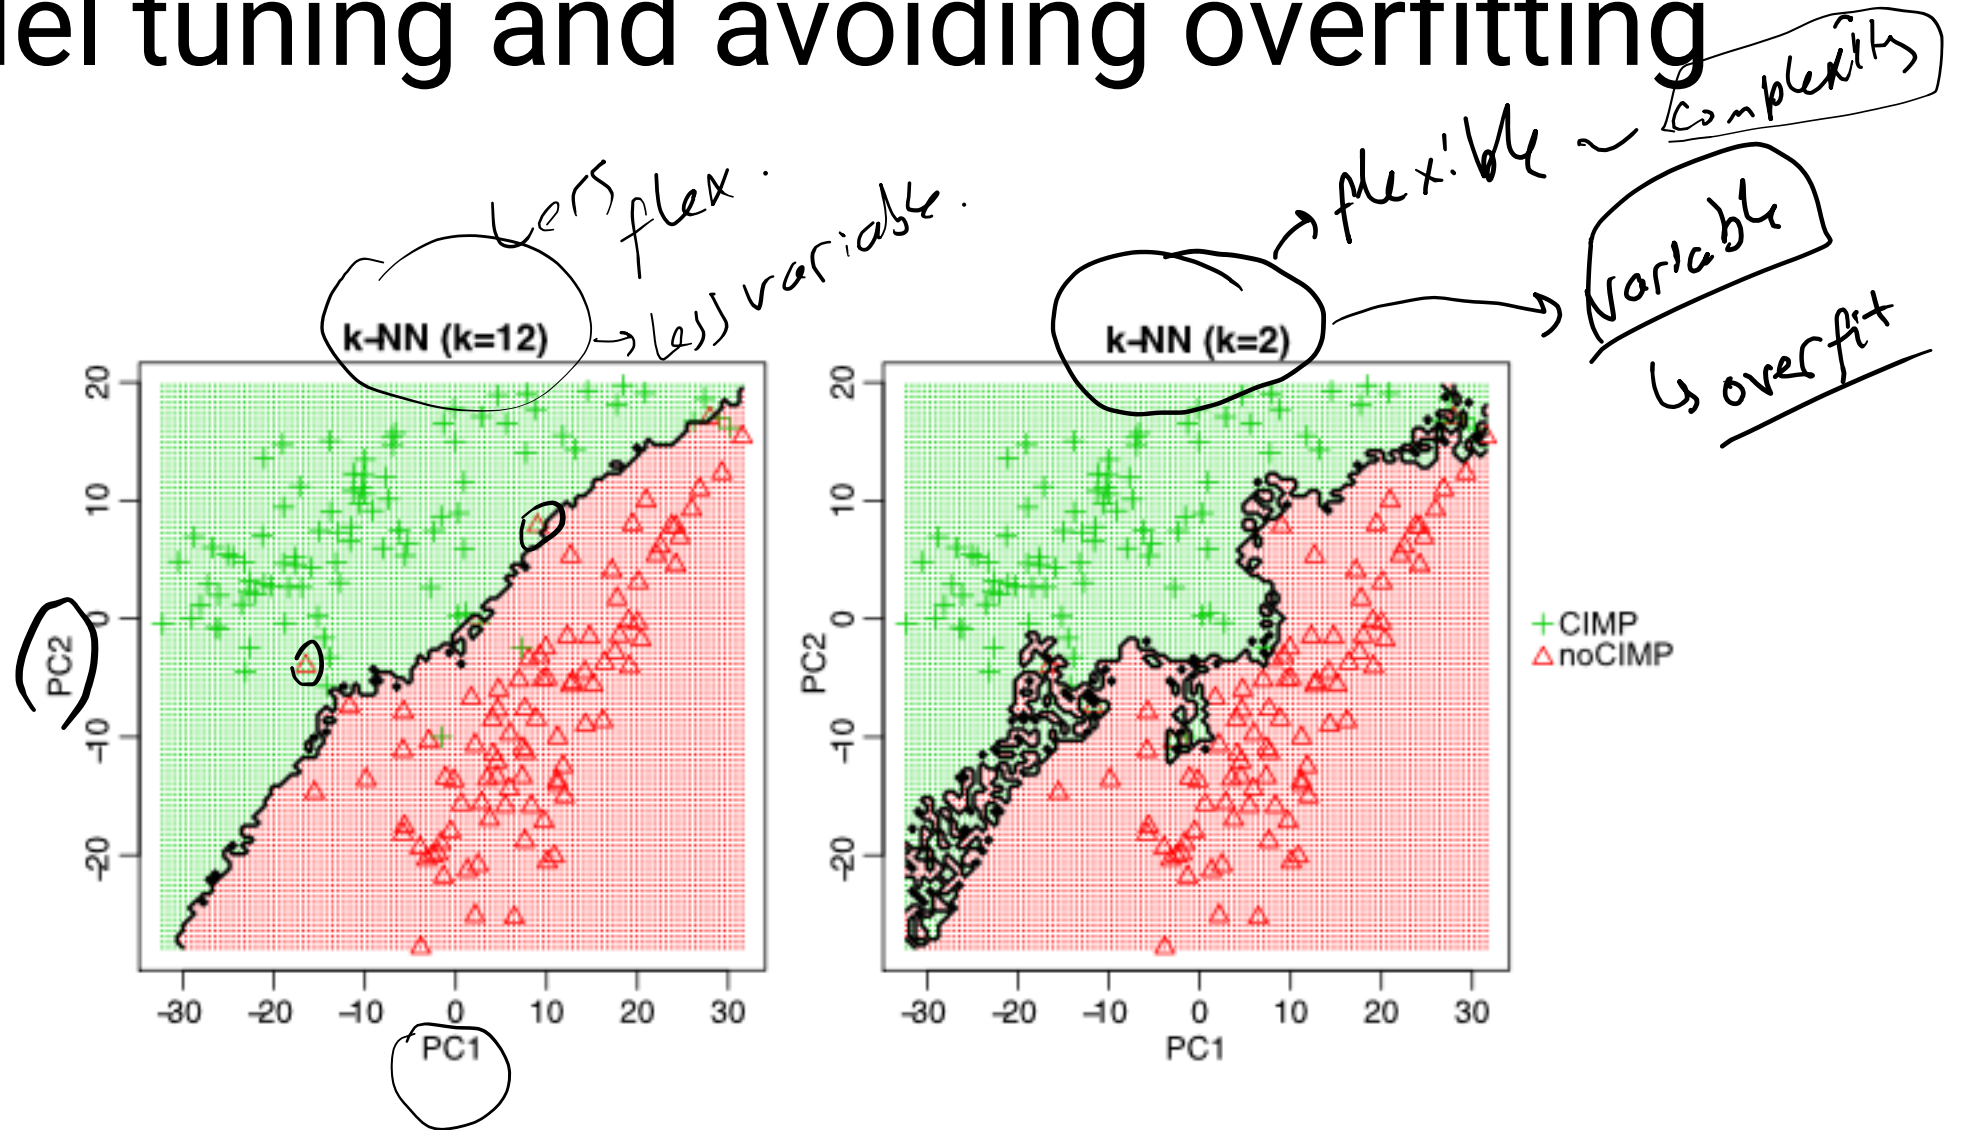 lel tuning and avoiding overfitting
complexity
Less flex.
flexible ~
less variable.
variable
↳ overfit
k-NN (k=12)
k-NN (k=2)
20
10
0
-10
-20
PC2
-30 -20 -10 0 10 20 30
PC1
20
10
0
-10
-20
PC2
-30 -20 -10 0 10 20 30
PC1
CIMP
noCIMP